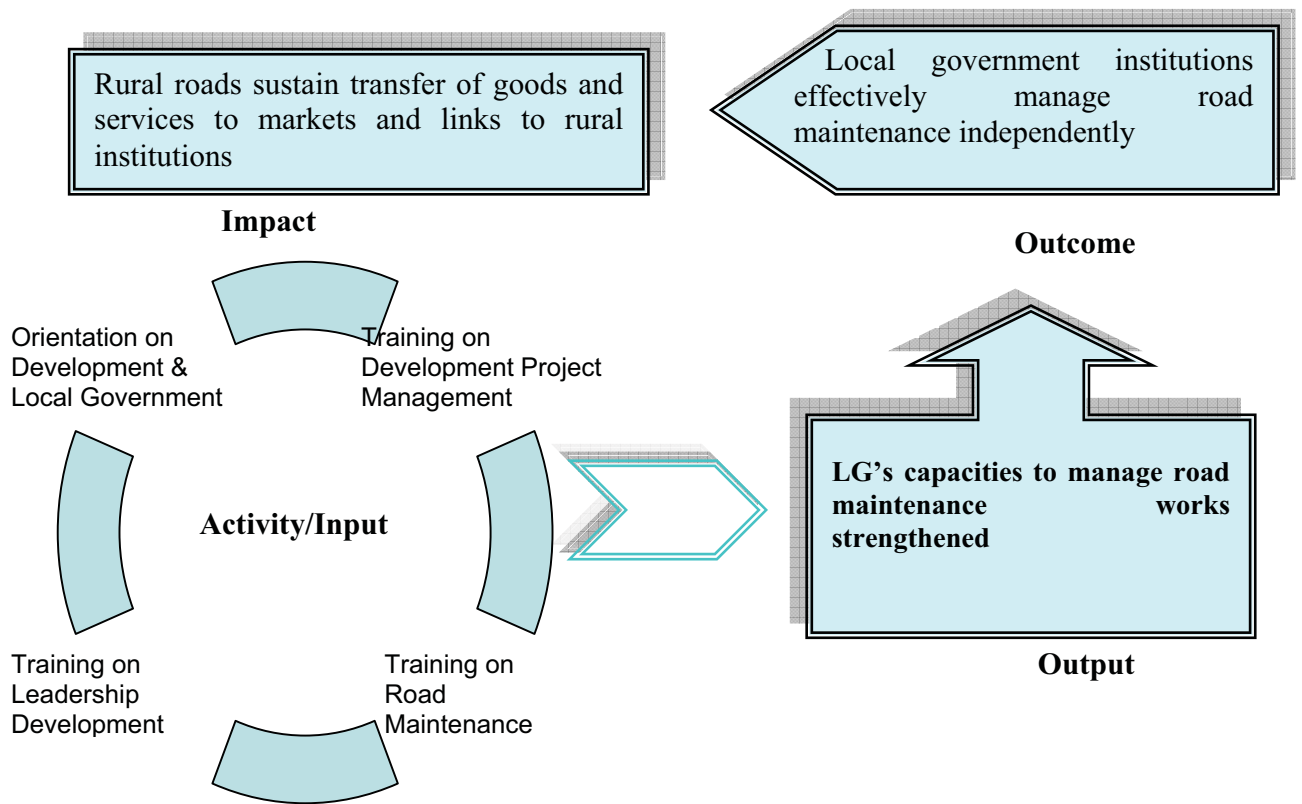 Rural roads sustain transfer of goods and
services to markets and links to rural
institutions
Impact
Local government institutions
effectively manage road
maintenance independently
Outcome
Orientation on
Development &
Local Government
Training on
Development Project
Management
Activity/Input
Training on
Leadership
Development
Training on
Road
Maintenance
LG’s capacities to manage road
maintenance works
strengthened
Output